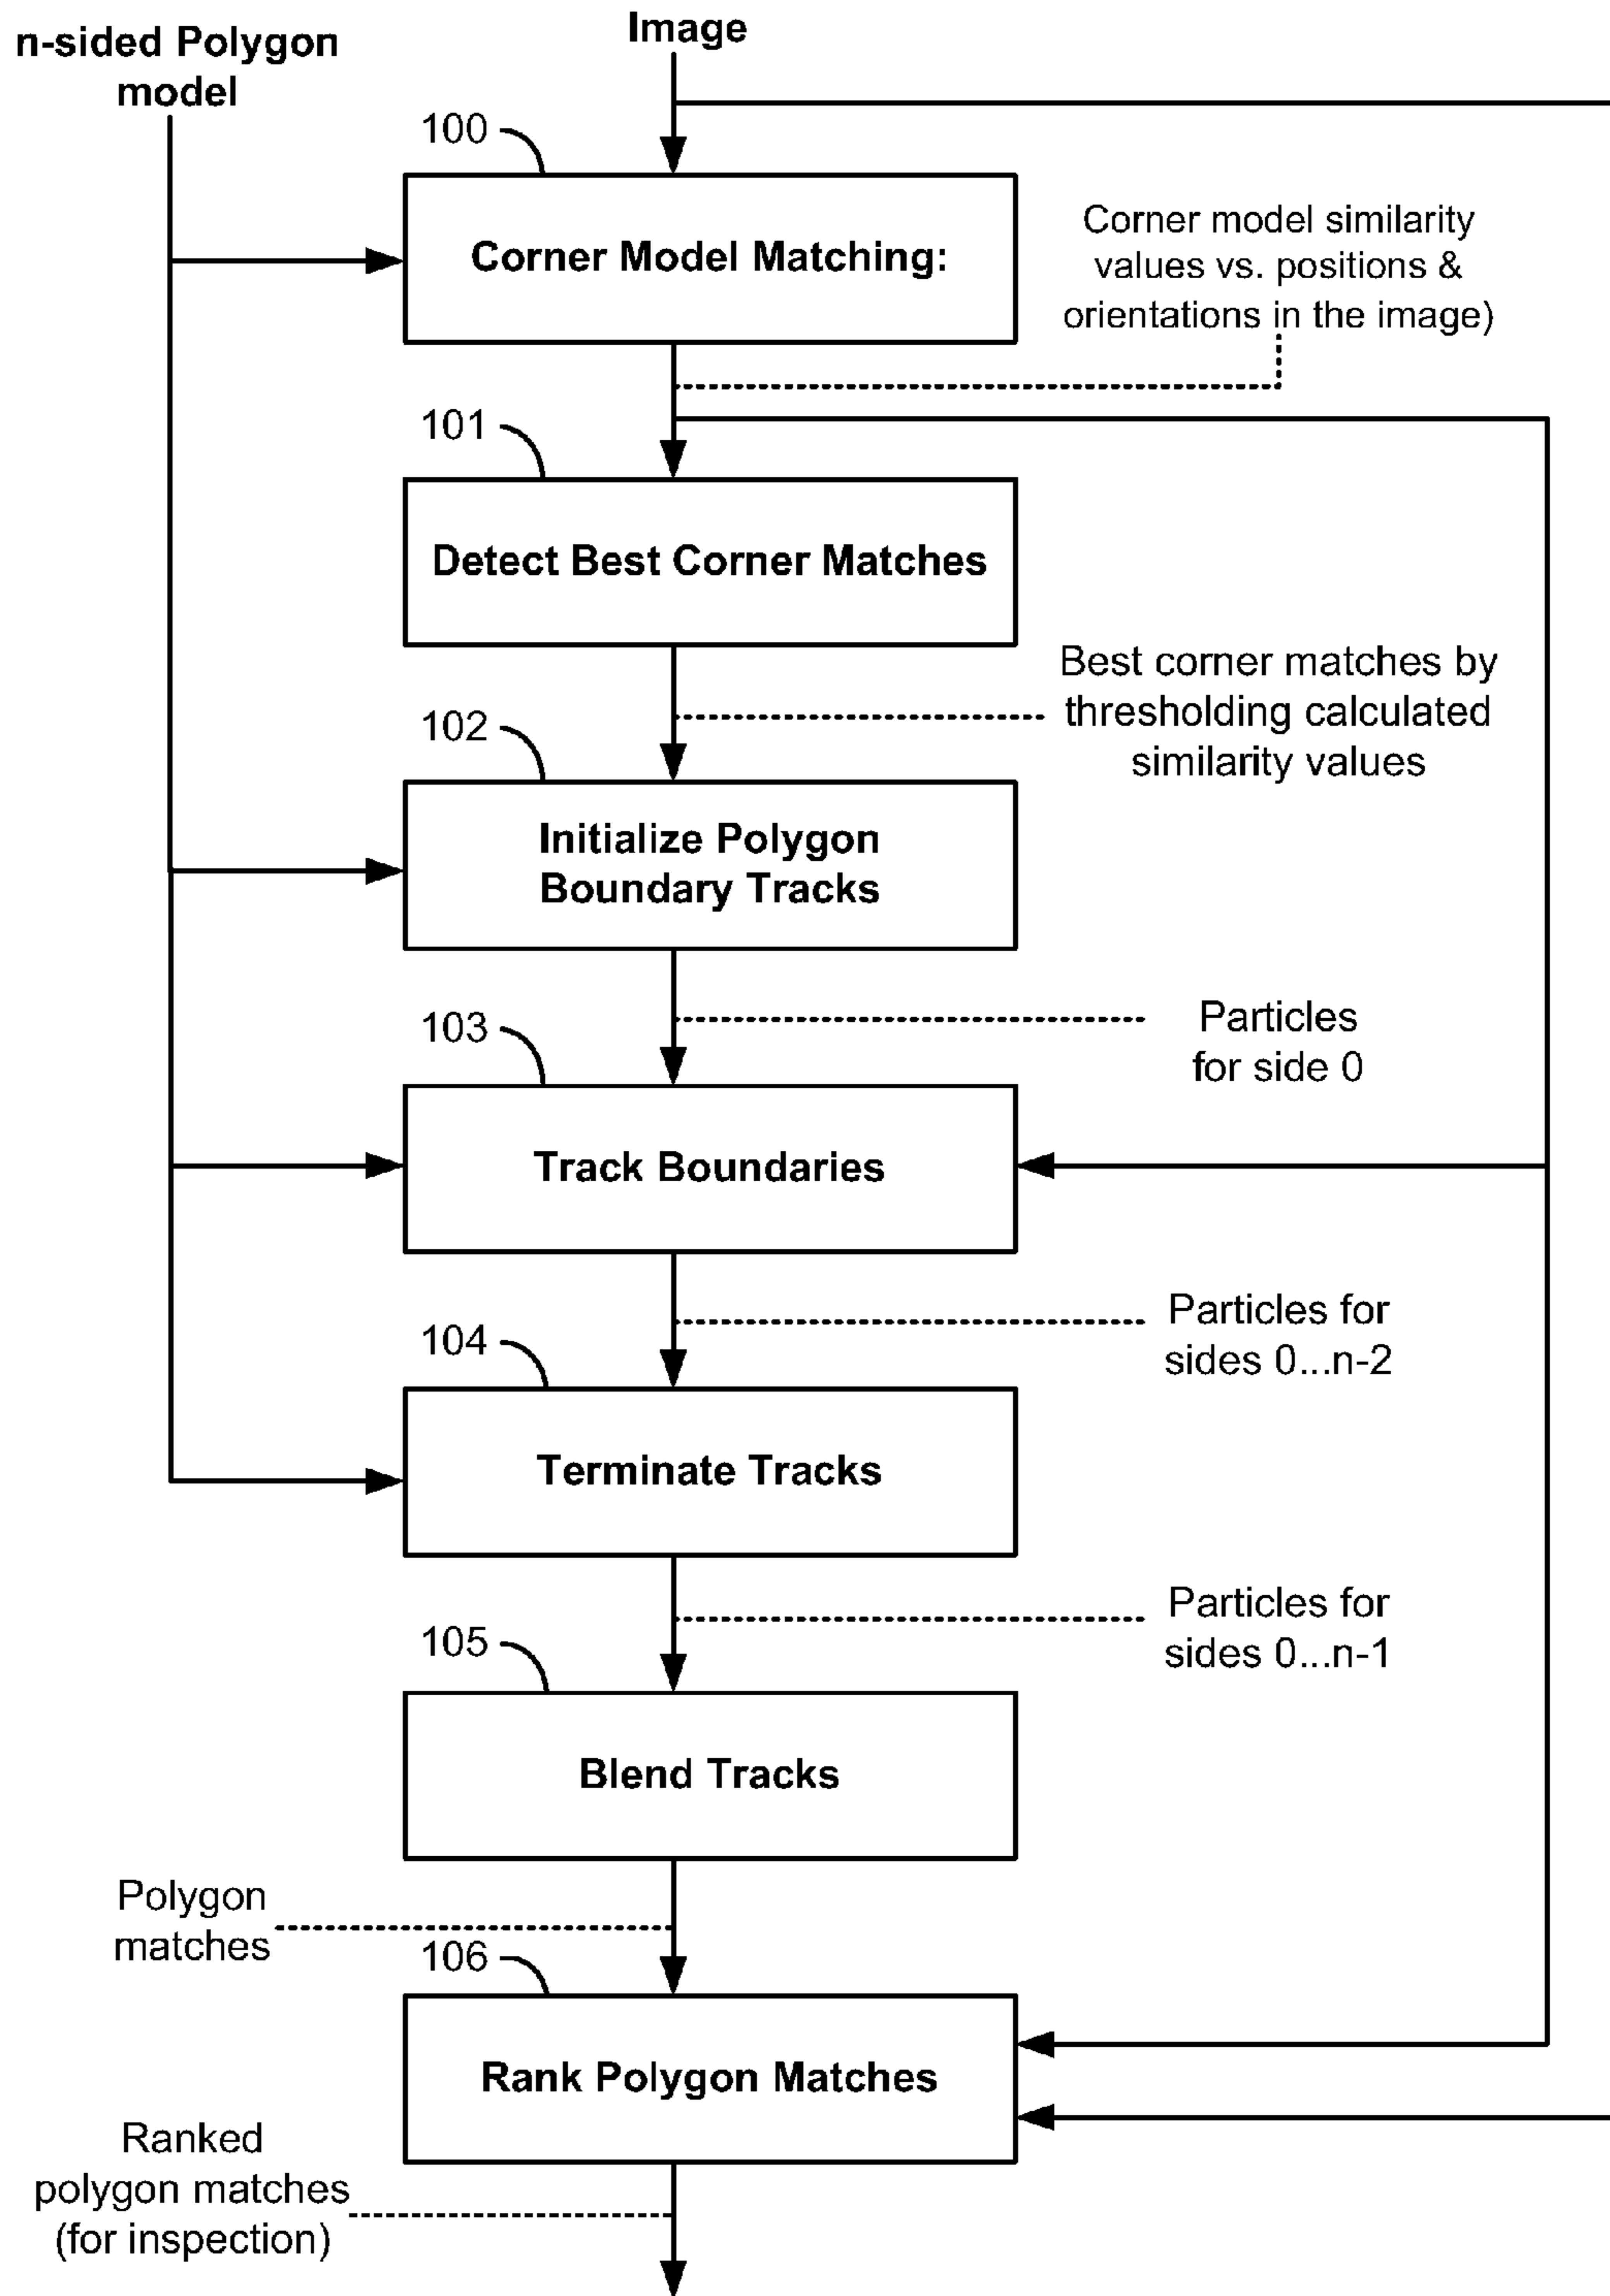 n-sided Polygon
model
Image
100
Corner Model Matching:
Corner model similarity
values vs. positions &
orientations in the image)
101
Detect Best Corner Matches
Best corner matches by
thresholding calculated
similarity values
102
Initialize Polygon
Boundary Tracks
Particles
for side 0
103
Track Boundaries
Particles for
sides 0...n-2
104
Terminate Tracks
Particles for
sides 0...n-1
105
Blend Tracks
Polygon
matches
106
Rank Polygon Matches
Ranked
polygon matches
(for inspection)